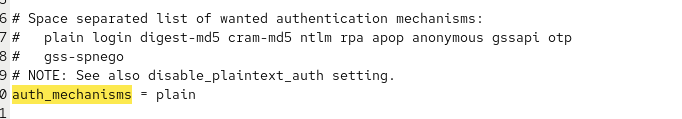 6 # Space separated list of wanted authentication mechanisms:
7 #   plain login digest-md5 cram-md5 ntlm rpa apop anonymous gssapi otp
8 #   gss-spnego
9 # NOTE: See also disable_plaintext_auth setting.
0 auth_mechanisms = plain
1